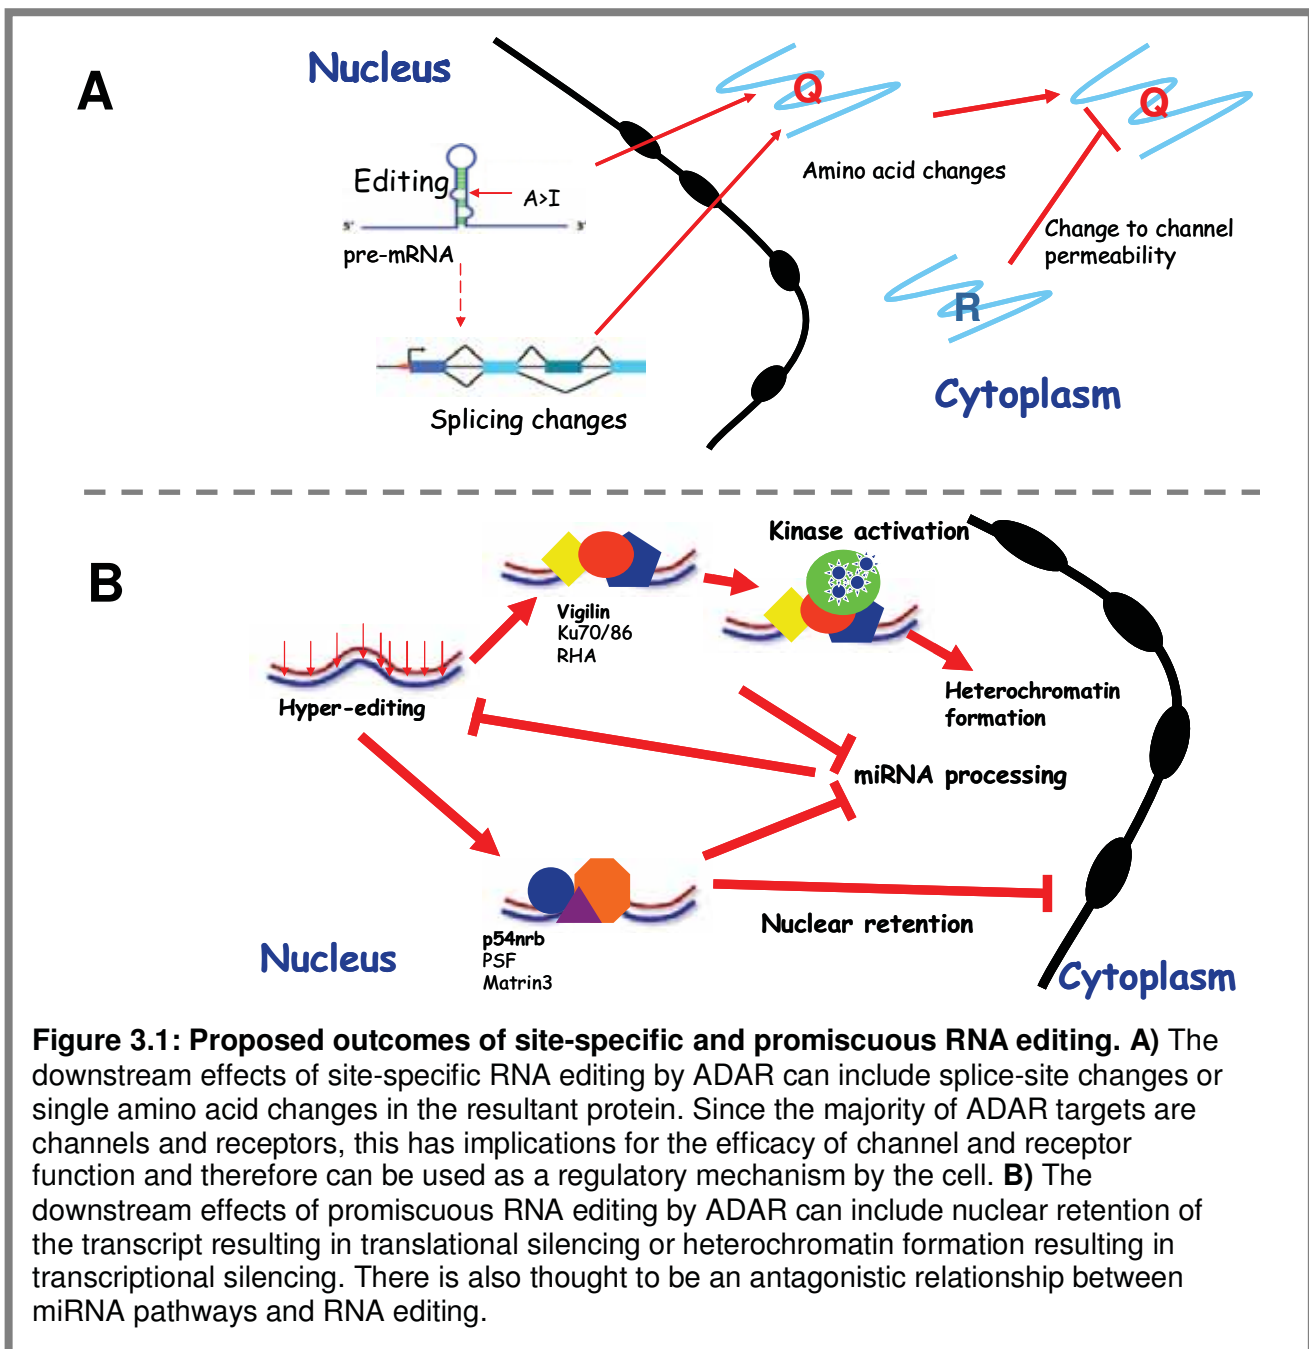 A
Nucleus
Q
Q
Editing
A>I
5'
3'
pre-mRNA
Splicing changes
Amino acid changes
Change to channel
permeability
R
Cytoplasm
B
Kinase activation
Vigilin
Ku70/86
RHA
Hyper-editing
Heterochromatin
formation
miRNA processing
Nuclear retention
p54nrb
PSF
Matrin3
Nucleus
Cytoplasm
Figure 3.1: Proposed outcomes of site-specific and promiscuous RNA editing. A) The
downstream effects of site-specific RNA editing by ADAR can include splice-site changes or
single amino acid changes in the resultant protein. Since the majority of ADAR targets are
channels and receptors, this has implications for the efficacy of channel and receptor
function and therefore can be used as a regulatory mechanism by the cell. B) The
downstream effects of promiscuous RNA editing by ADAR can include nuclear retention of
the transcript resulting in translational silencing or heterochromatin formation resulting in
transcriptional silencing. There is also thought to be an antagonistic relationship between
miRNA pathways and RNA editing.